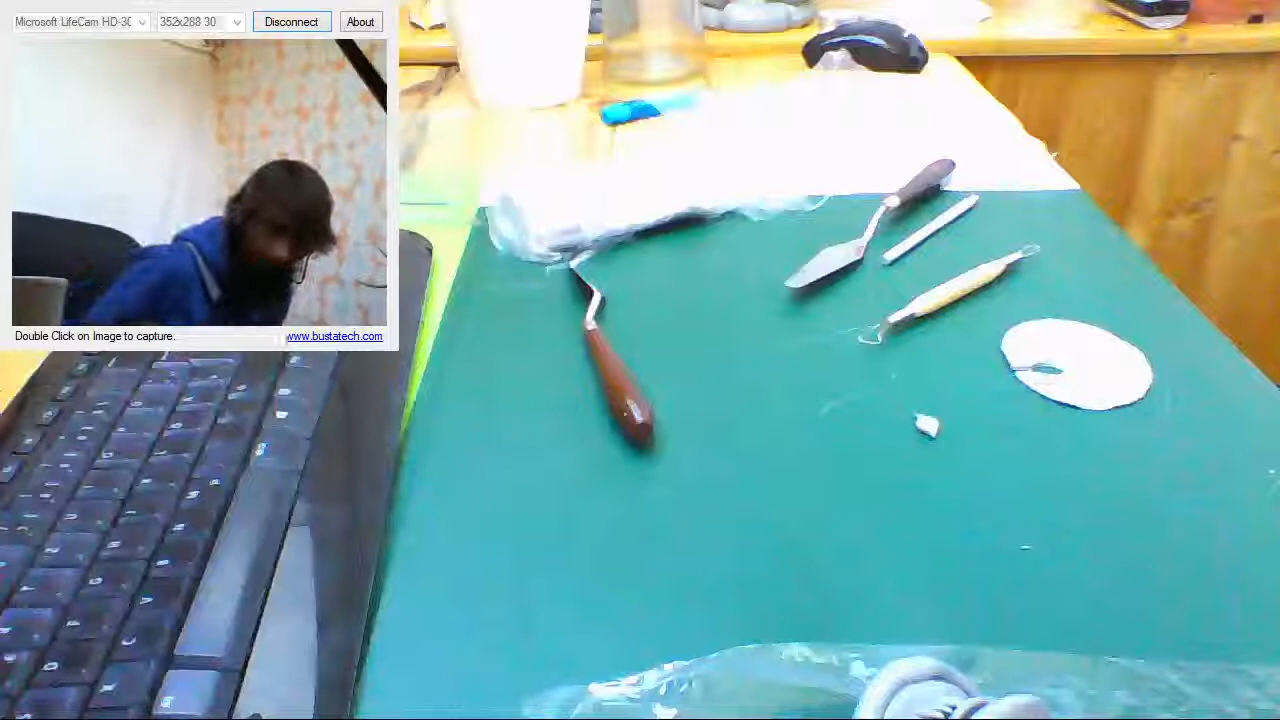 Microsoft LifeCam HD-30
352x288 30
Disconnect
About
Double Click on Image to capture.
www.bustatech.com